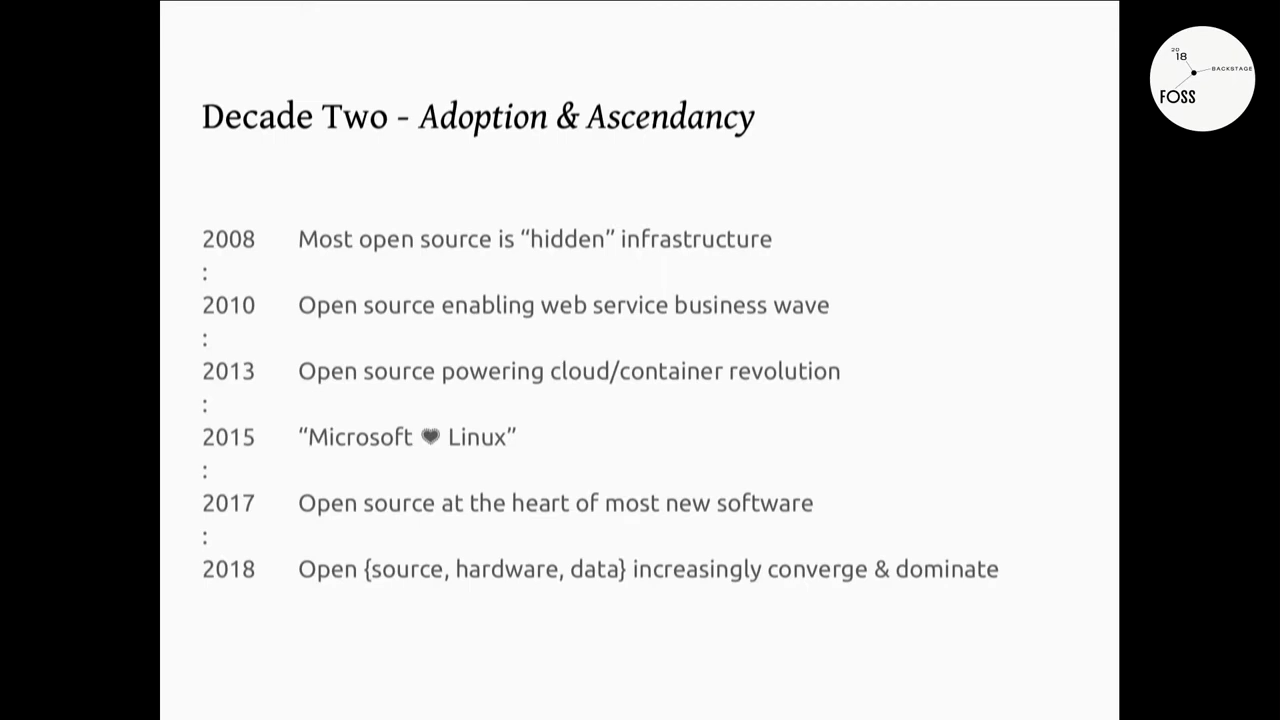 Decade Two - Adoption & Ascendancy
2008 Most open source is “hidden” infrastructure
:
2010 Open source enabling web service business wave
:
2013 Open source powering cloud/container revolution
:
2015 “Microsoft ❤ Linux”
:
2017 Open source at the heart of most new software
:
2018 Open {source, hardware, data} increasingly converge & dominate
20
18
BACKSTAGE
FOSS